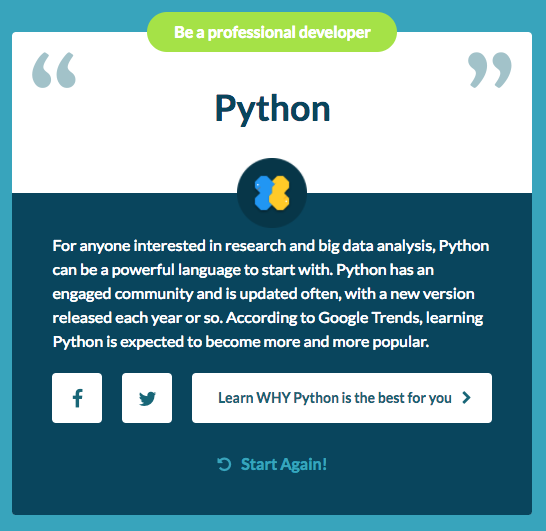 Be a professional developer
“ ”
Python
For anyone interested in research and big data analysis, Python
can be a powerful language to start with. Python has an
engaged community and is updated often, with a new version
released each year or so. According to Google Trends, learning
Python is expected to become more and more popular.
Learn WHY Python is the best for you
Start Again!